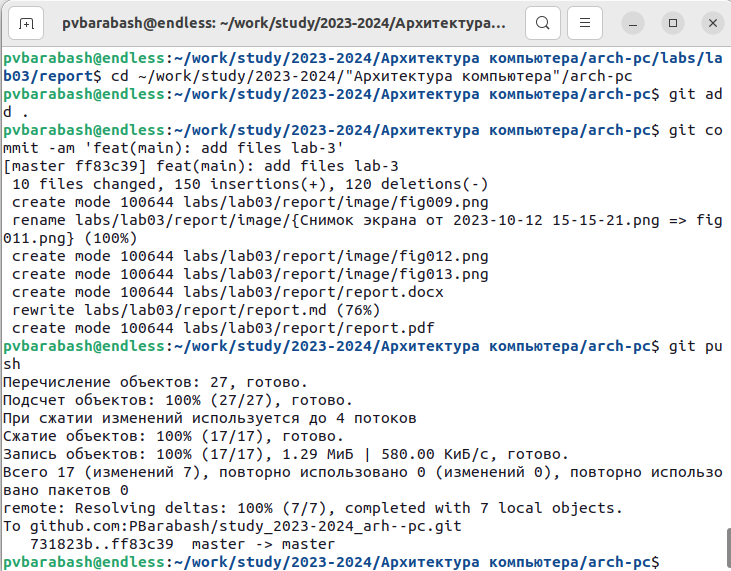 pvbarabash@endless: ~/work/study/2023-2024/Архитектура...
pvbarabash@endless:~/work/study/2023-2024/Архитектура компьютера/arch-pc/labs/la
b03/report$ cd ~/work/study/2023-2024/"Архитектура компьютера"/arch-pc
pvbarabash@endless:~/work/study/2023-2024/Архитектура компьютера/arch-pc$ git ad
d .
pvbarabash@endless:~/work/study/2023-2024/Архитектура компьютера/arch-pc$ git co
mmit -am 'feat(main): add files lab-3'
[master ff83c39] feat(main): add files lab-3
 10 files changed, 150 insertions(+), 120 deletions(-)
 create mode 100644 labs/lab03/report/image/fig009.png
 rename labs/lab03/report/image/{Снимок экрана от 2023-10-12 15-15-21.png => fig
011.png} (100%)
 create mode 100644 labs/lab03/report/image/fig012.png
 create mode 100644 labs/lab03/report/image/fig013.png
 create mode 100644 labs/lab03/report/report.docx
 rewrite labs/lab03/report/report.md (76%)
 create mode 100644 labs/lab03/report/report.pdf
pvbarabash@endless:~/work/study/2023-2024/Архитектура компьютера/arch-pc$ git pu
sh
Перечисление объектов: 27, готово.
Подсчет объектов: 100% (27/27), готово.
При сжатии изменений используется до 4 потоков
Сжатие объектов: 100% (17/17), готово.
Запись объектов: 100% (17/17), 1.29 МиБ | 580.00 КиБ/с, готово.
Всего 17 (изменений 7), повторно использовано 0 (изменений 0), повторно использо
вано пакетов 0
remote: Resolving deltas: 100% (7/7), completed with 7 local objects.
To github.com:PBarabash/study_2023-2024_arh--pc.git
   731823b..ff83c39  master -> master
pvbarabash@endless:~/work/study/2023-2024/Архитектура компьютера/arch-pc$